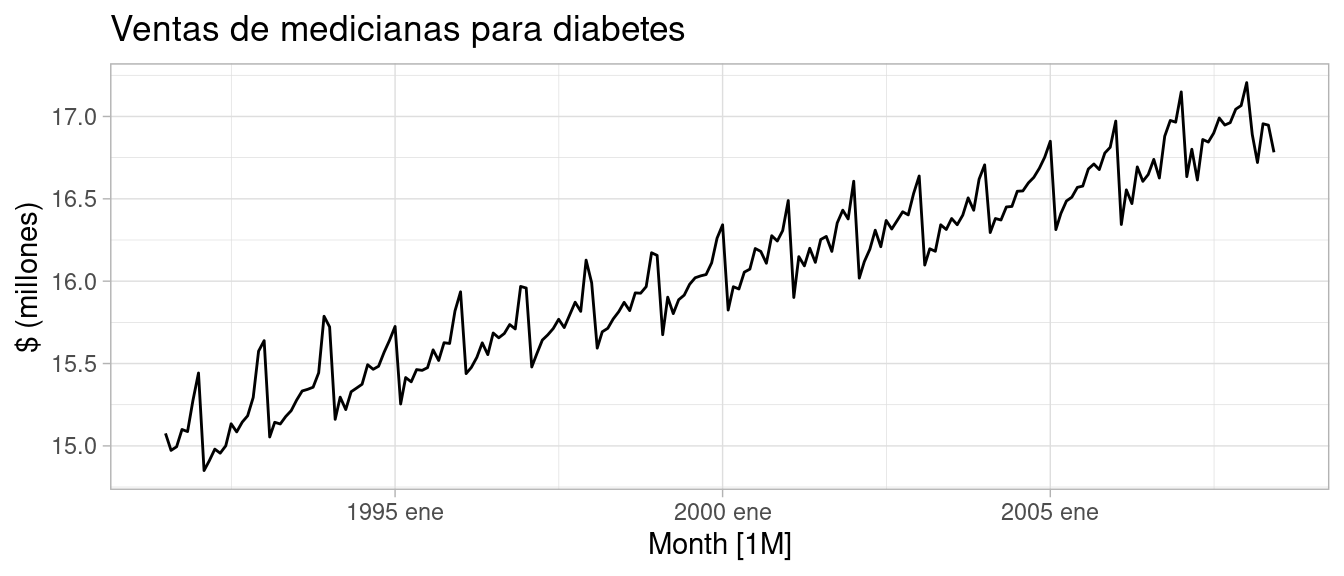 Ventas de medicianas para diabetes
$ (millones)
17.0
16.5
16.0
15.5
15.0
1995 ene
2000 ene
2005 ene
Month [1M]